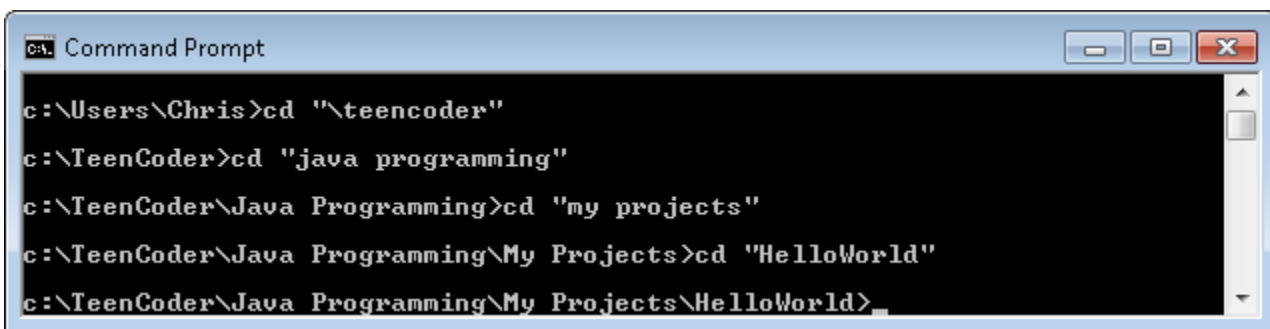 Command Prompt
c:\Users\Chris>cd "\teencoder"
c:\TeenCoder>cd "java programming"
c:\TeenCoder\Java Programming>cd "my projects"
c:\TeenCoder\Java Programming\My Projects>cd "HelloWorld"
c:\TeenCoder\Java Programming\My Projects\HelloWorld>_